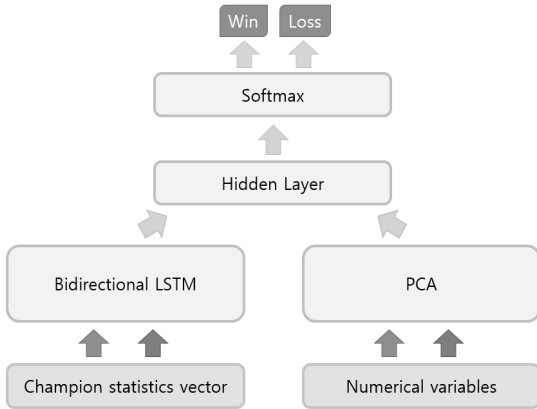 Win Loss
Softmax
Hidden Layer
Bidirectional LSTM PCA
Champion statistics vector Numerical variables